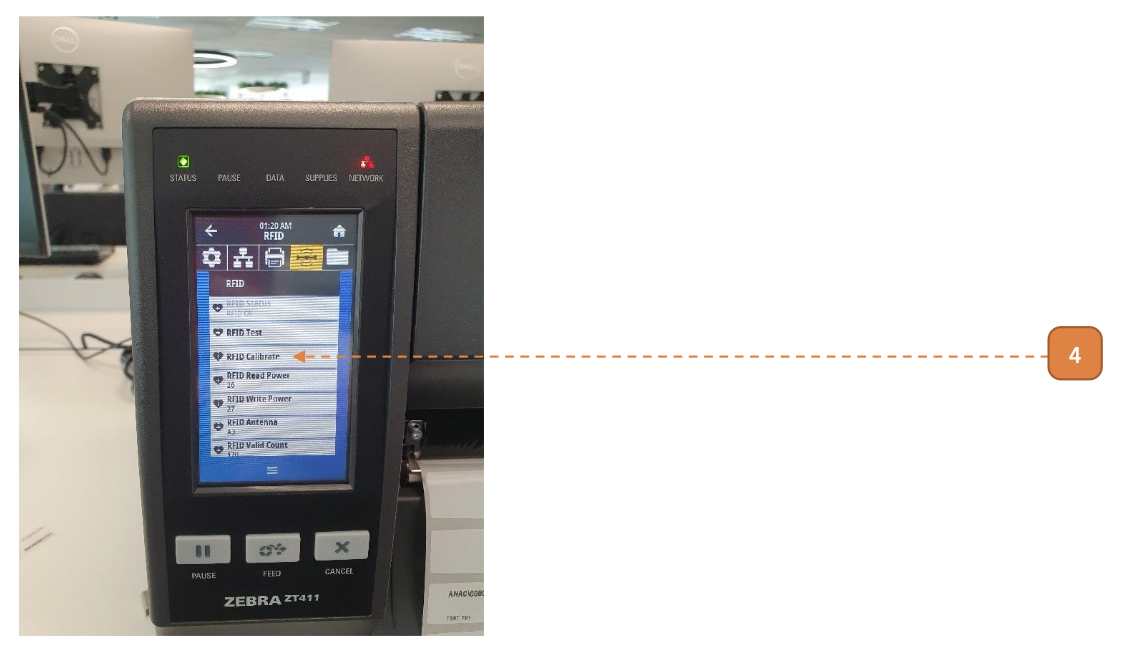 DELL
STATUS PAUSE DATA SUPPLIES NETWORK
01:20 AM
RFID
RFID
RFID Status
RFID OK
RFID Test
RFID Calibrate
4
RFID Read Power
26
RFID Write Power
27
RFID Antenna
A3
RFID Valid Count
PAUSE FEED CANCEL
ZEBRA ZT411